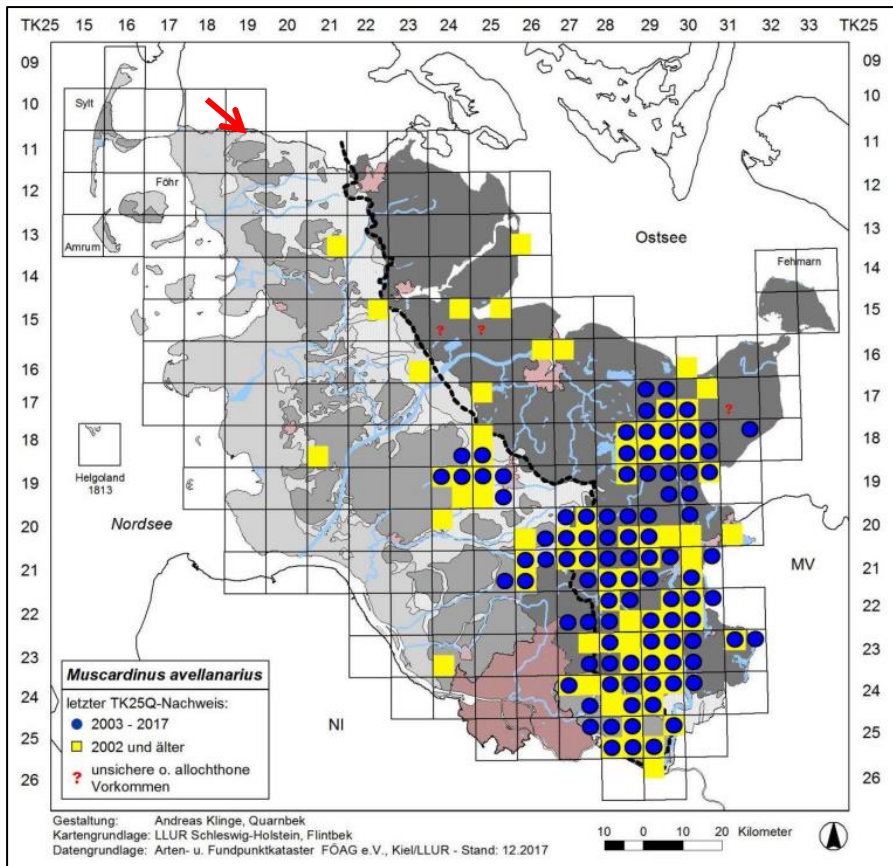 TK25 15 16 17 18 19 20 21 22 23 24 25 26 27 28 29 30 31 32 TK25
09 09
10 Sylt 10
11 11
12 Föhr 12
13 Amrum Ostsee 13
14 Fehmarn 14
15 ? ? 15
16 16
17 ? 17
18 18
19 Helgoland 19
1813
20 Nordsee 20
21 MV 21
22 22
23 23
24 24
25 NI 25
26 26
Muscardinus avellanarius
letzter TK25Q-Nachweis:
2003 - 2017
2002 und älter
? unsichere o. allochthone
Vorkommen
Gestaltung: Andreas Klinge, Quarnbek
Kartengrundlage: LLUR Schleswig-Holstein, Flintbek
Datengrundlage: Arten- u. Fundpunktkataster FÖAG e.V., Kiel/LLUR - Stand: 12.2017
10 0 10 20 Kilometer